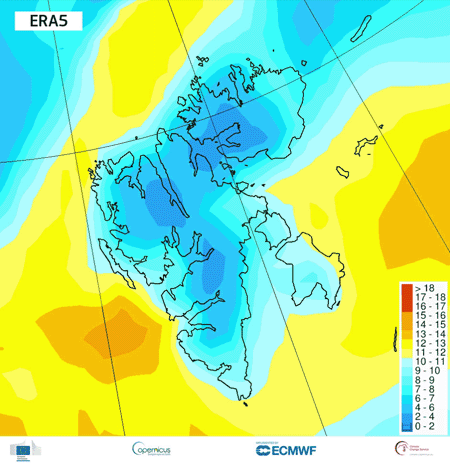 ERA5
> 18
17 - 18
16 - 17
15 - 16
14 - 15
13 - 14
12 - 13
11 - 12
10 - 11
9 - 10
8 - 9
7 - 8
6 - 7
4 - 6
2 - 4
0 - 2
Copernicus
ECMWF